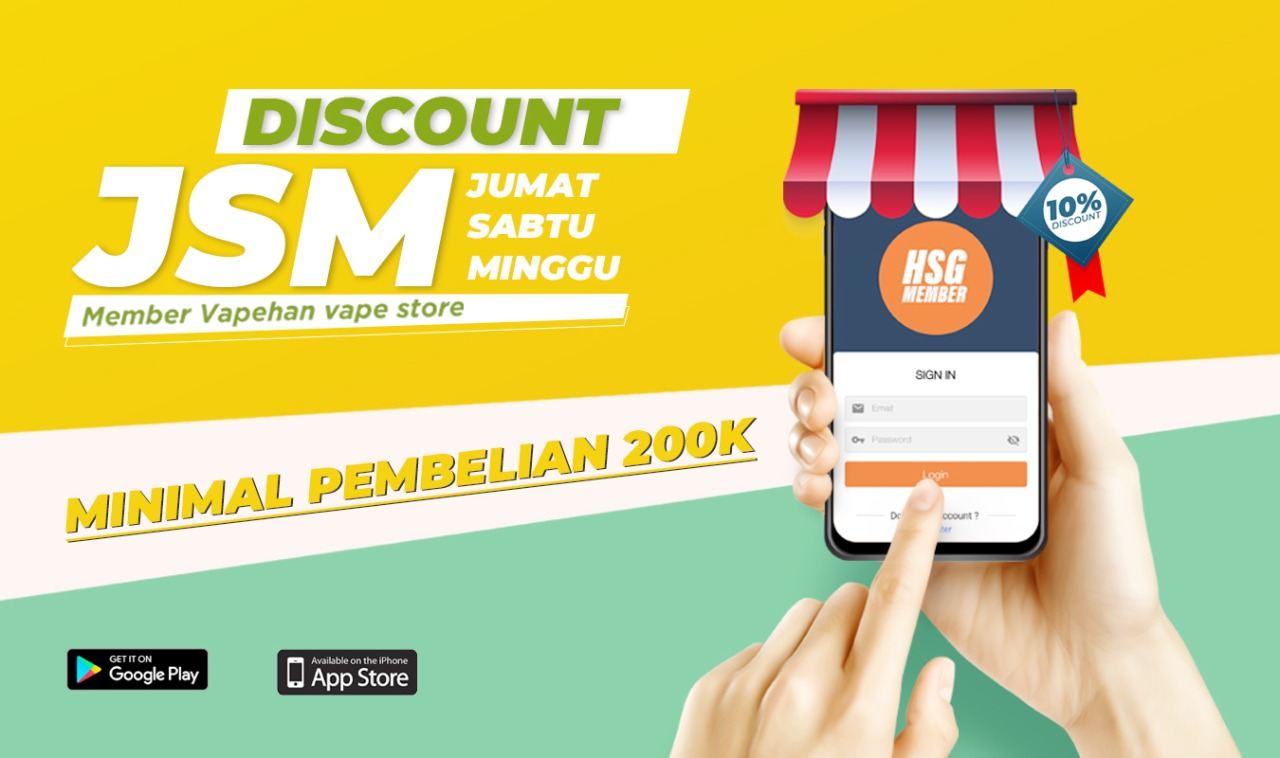 DISCOUNT
JSM
JUMAT
SABTU
MINGGU
Member Vapehan vape store
MINIMAL PEMBELIAN 200K
10%
DISCOUNT
HSG
MEMBER
SIGN IN
Email
Password
Login
ccount ?
GET IT ON
Google Play
Available on the iPhone
App Store